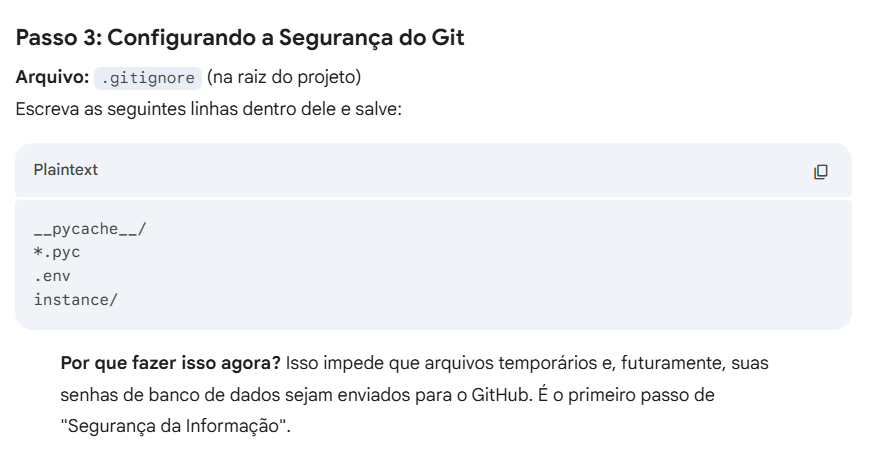 Passo 3: Configurando a Segurança do Git
Arquivo: .gitignore (na raiz do projeto)
Escreva as seguintes linhas dentro dele e salve:
Plaintext
__pycache__/
*.pyc
.env
instance/
Por que fazer isso agora? Isso impede que arquivos temporários e, futuramente, suas
senhas de banco de dados sejam enviados para o GitHub. É o primeiro passo de
"Segurança da Informação".